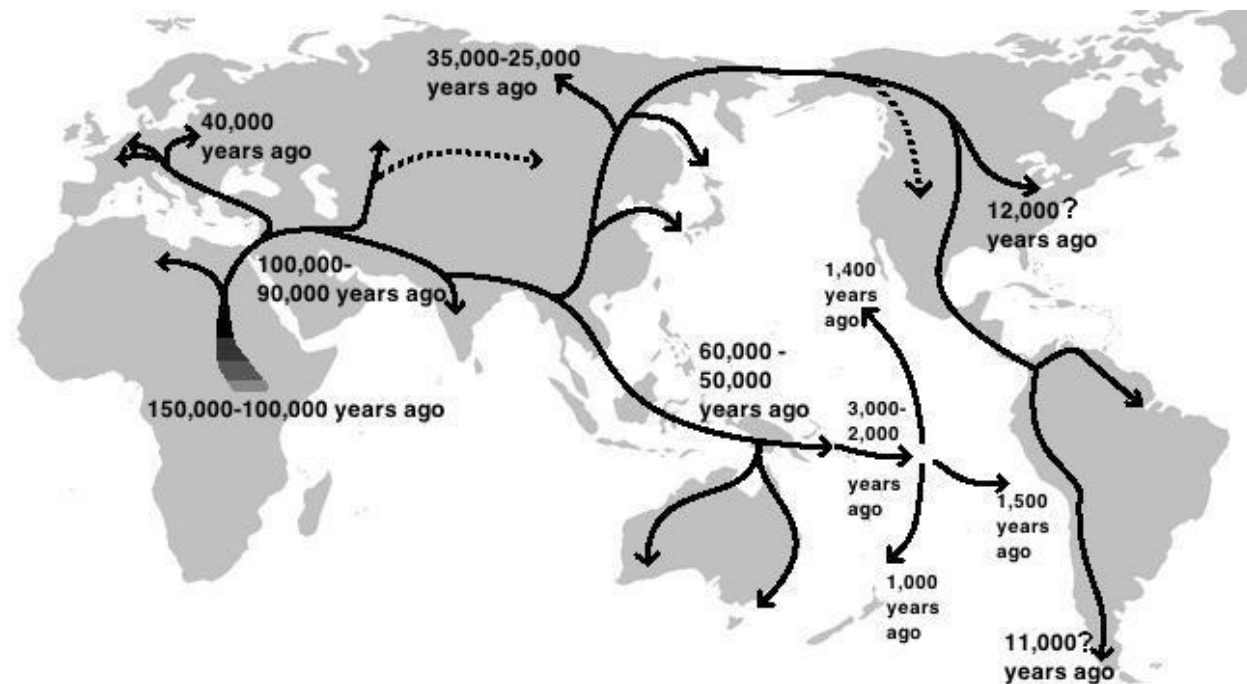 35,000-25,000
years ago
40,000
years ago
12,000?
years ago
100,000-
90,000 years ago
1,400
years
ago
60,000 -
50,000
years ago
150,000-100,000 years ago
3,000-
2,000
years
ago
1,500
years
ago
1,000
years
ago
11,000?
years ago